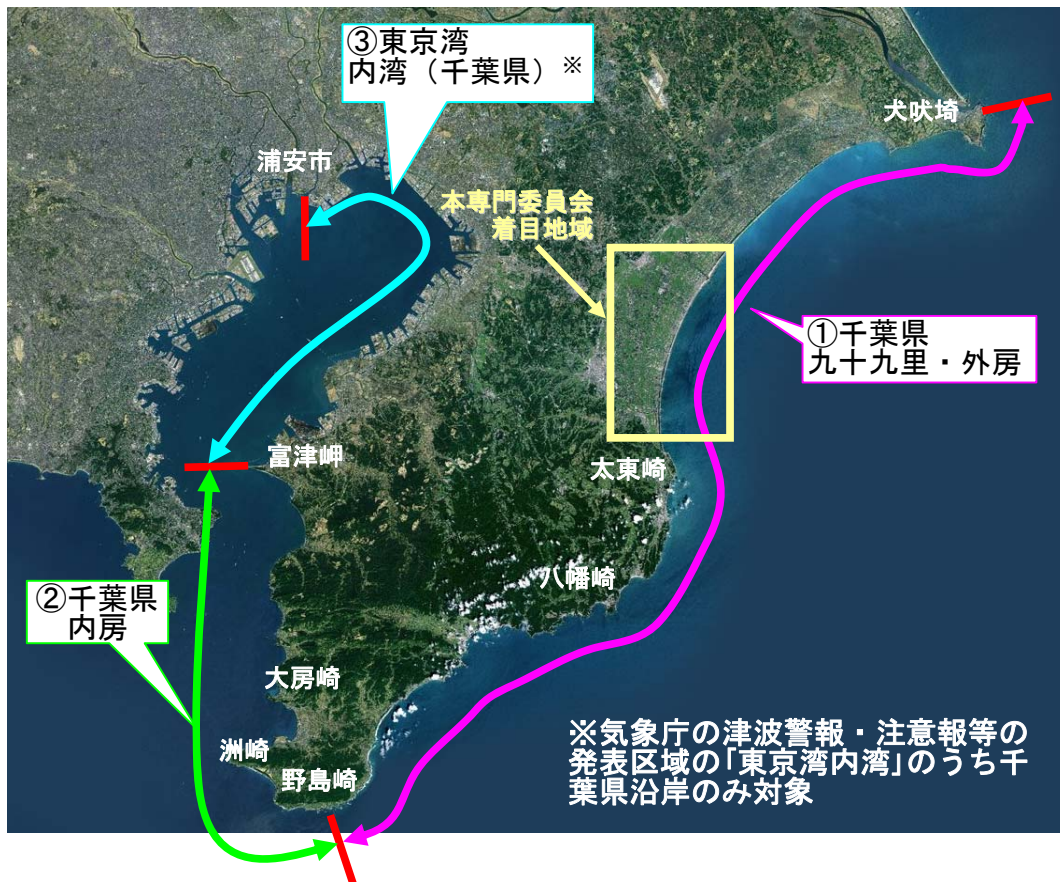 ③東京湾
内湾（千葉県）※
犬吠埼
浦安市
本専門委員会
着目地域
①千葉県
九十九里・外房
富津岬
太東崎
②千葉県
内房
八幡崎
大房崎
洲崎
野島崎
※気象庁の津波警報・注意報等の
発表区域の「東京湾内湾」のうち千
葉県沿岸のみ対象